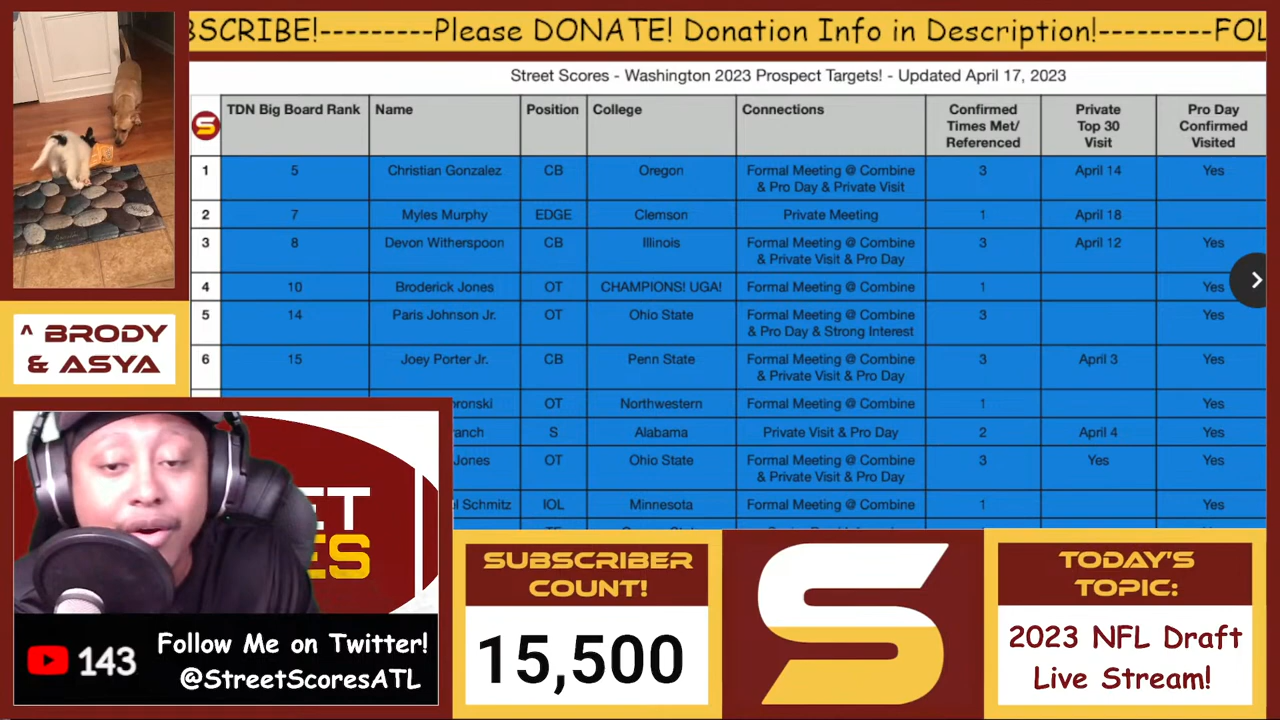 BSCRIBE!---------Please DONATE! Donation Info in Description!---------FOL
Street Scores - Washington 2023 Prospect Targets! - Updated April 17, 2023
S TDN Big Board Rank Name Position College Connections Confirmed Times Met/ Referenced Private Top 30 Visit Pro Day Confirmed Visited
1 5 Christian Gonzalez CB Oregon Formal Meeting @ Combine & Pro Day & Private Visit 3 April 14 Yes
2 7 Myles Murphy EDGE Clemson Private Meeting 1 April 18
3 8 Devon Witherspoon CB Illinois Formal Meeting @ Combine & Private Visit & Pro Day 3 April 12 Yes
4 10 Broderick Jones OT CHAMPIONS! UGA! Formal Meeting @ Combine 1 Yes
5 14 Paris Johnson Jr. OT Ohio State Formal Meeting @ Combine & Pro Day & Strong Interest 3 Yes
6 15 Joey Porter Jr. CB Penn State Formal Meeting @ Combine & Private Visit & Pro Day 3 April 3 Yes
oronski OT Northwestern Formal Meeting @ Combine 1 Yes
ranch S Alabama Private Visit & Pro Day 2 April 4 Yes
Jones OT Ohio State Formal Meeting @ Combine & Private Visit & Pro Day 3 Yes Yes
el Schmitz IOL Minnesota Formal Meeting @ Combine 1 Yes
^ BRODY
& ASYA
ET
ES
143
Follow Me on Twitter!
@StreetScoresATL
SUBSCRIBER
COUNT!
15,500
S
TODAY'S
TOPIC:
2023 NFL Draft
Live Stream!